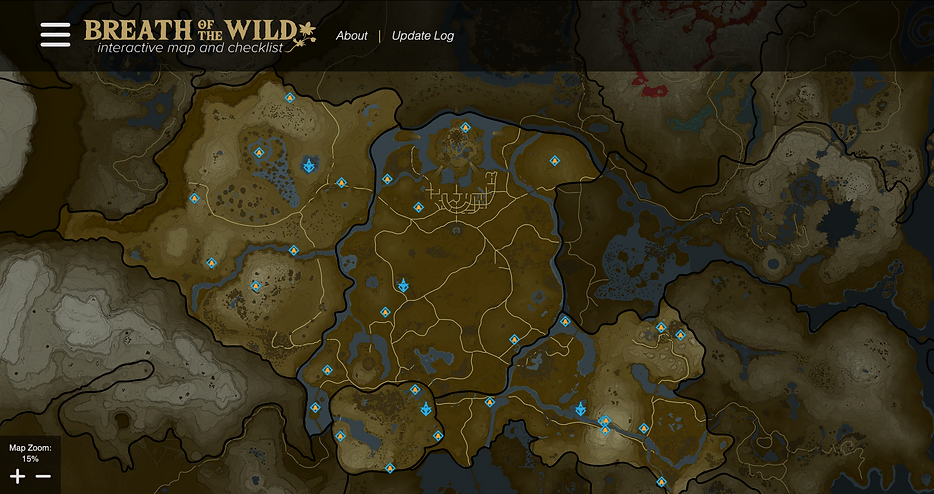 BREATH OF THE WILD
interactive map and checklist
About | Update Log
Map Zoom:
15%